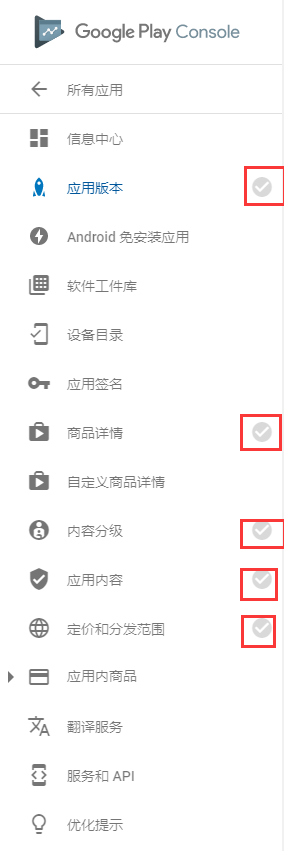 Google Play Console
所有应用
信息中心
应用版本
Android 免安装应用
软件工件库
设备目录
应用签名
商品详情
自定义商品详情
内容分级
应用内容
定价和分发范围
应用内商品
翻译服务
服务和 API
优化提示